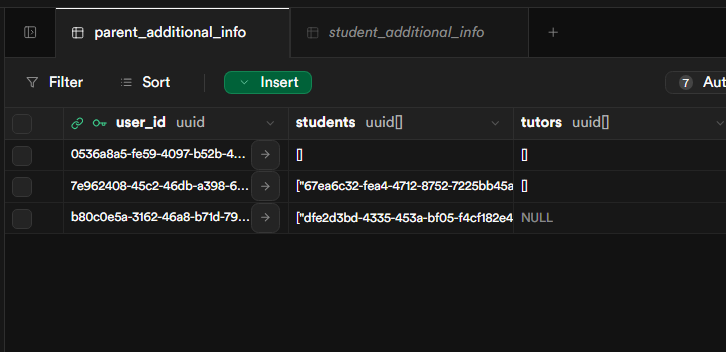 parent_additional_info student_additional_info
Filter Sort Insert 7 Aut
user_id uuid students uuid[] tutors uuid[]
0536a8a5-fe59-4097-b52b-4... [] []
7e962408-45c2-46db-a398-6... ["67ea6c32-fea4-4712-8752-7225bb45a []
b80c0e5a-3162-46a8-b71d-79... ["dfe2d3bd-4335-453a-bf05-f4cf182e4 NULL